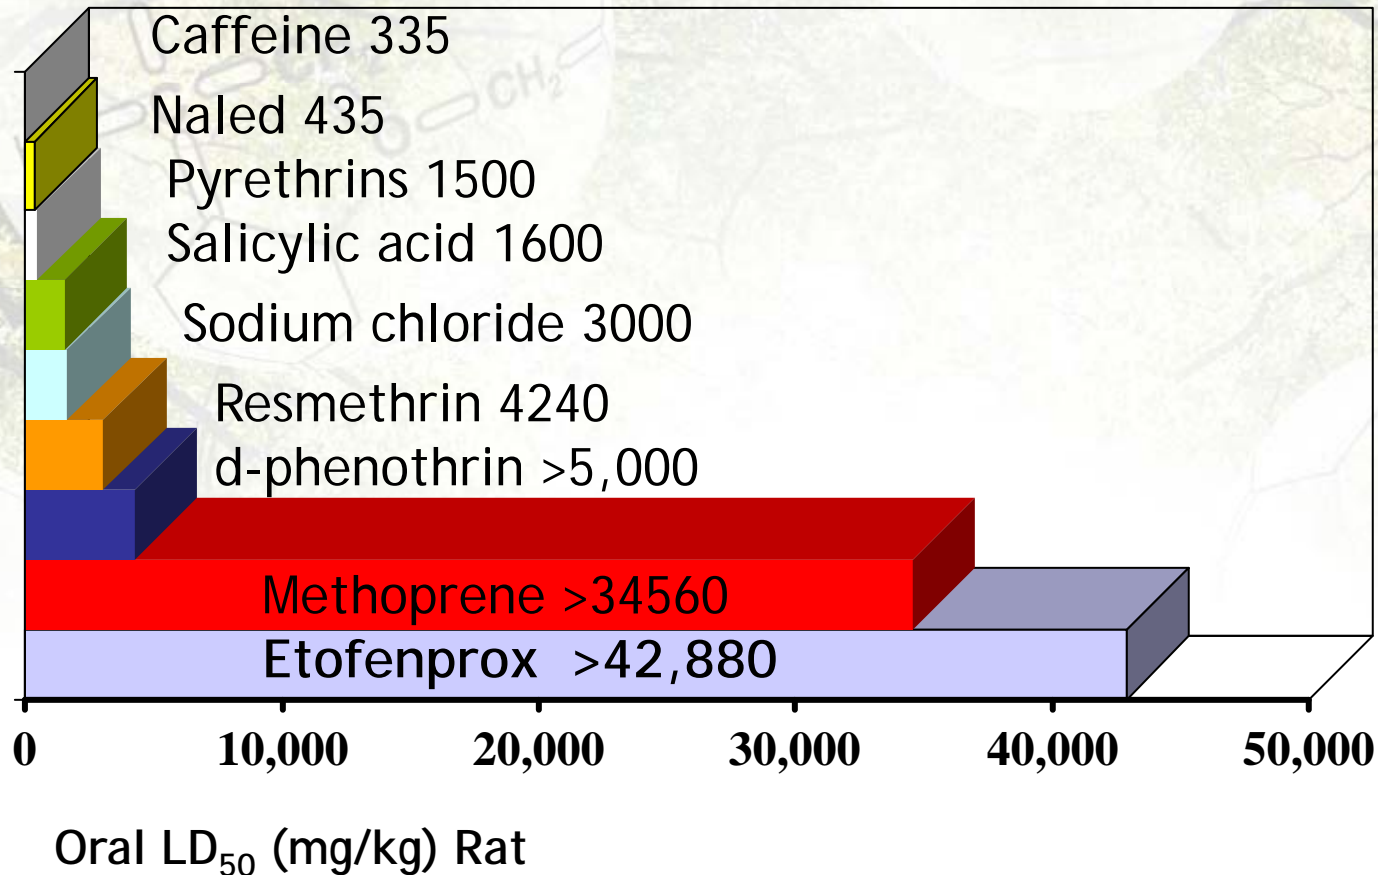 Caffeine 335
CH₂
Naled 435
Pyrethrins 1500
Salicylic acid 1600
Sodium chloride 3000
Resmethrin 4240
d-phenothrin >5,000
Methoprene >34560
Etofenprox >42,880
0 10,000 20,000 30,000 40,000 50,000
Oral LD₅₀ (mg/kg) Rat